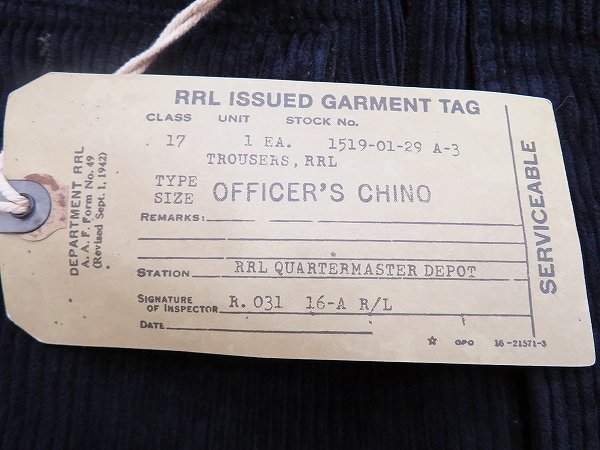 RRL ISSUED GARMENT TAG
CLASS UNIT STOCK No.
17 1 EA. 1519-01-29 A-3
TROUSERS, RRL
TYPE
SIZE OFFICER'S CHINO
REMARKS:
STATION RRL QUARTERMASTER DEPOT
SIGNATURE
OF INSPECTOR R. 031 16-A R/L
DATE
☆ GPO 16-21571-3
DEPARTMENT RRL
A. A. F. Form No. 49
(Revised Sept. 1, 1942)
SERVICEABLE